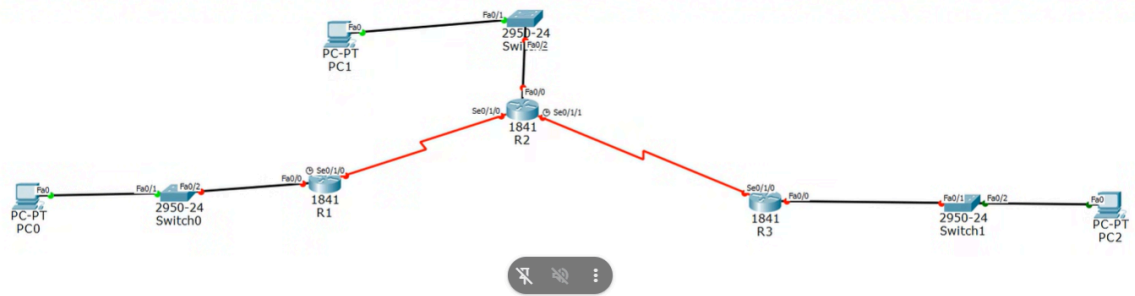 Fa0
PC-PT
PC1
Fa0/1
2950-24
Fa0/2
Fa0/0
Se0/1/0
Se0/1/1
1841
R2
Fa0
PC-PT
PC0
Fa0/1
Fa0/2
2950-24
Switch0
Fa0/0
Se0/1/0
1841
R1
Se0/1/0
Fa0/0
1841
R3
Fa0/1
Fa0/2
2950-24
Switch1
Fa0
PC-PT
PC2